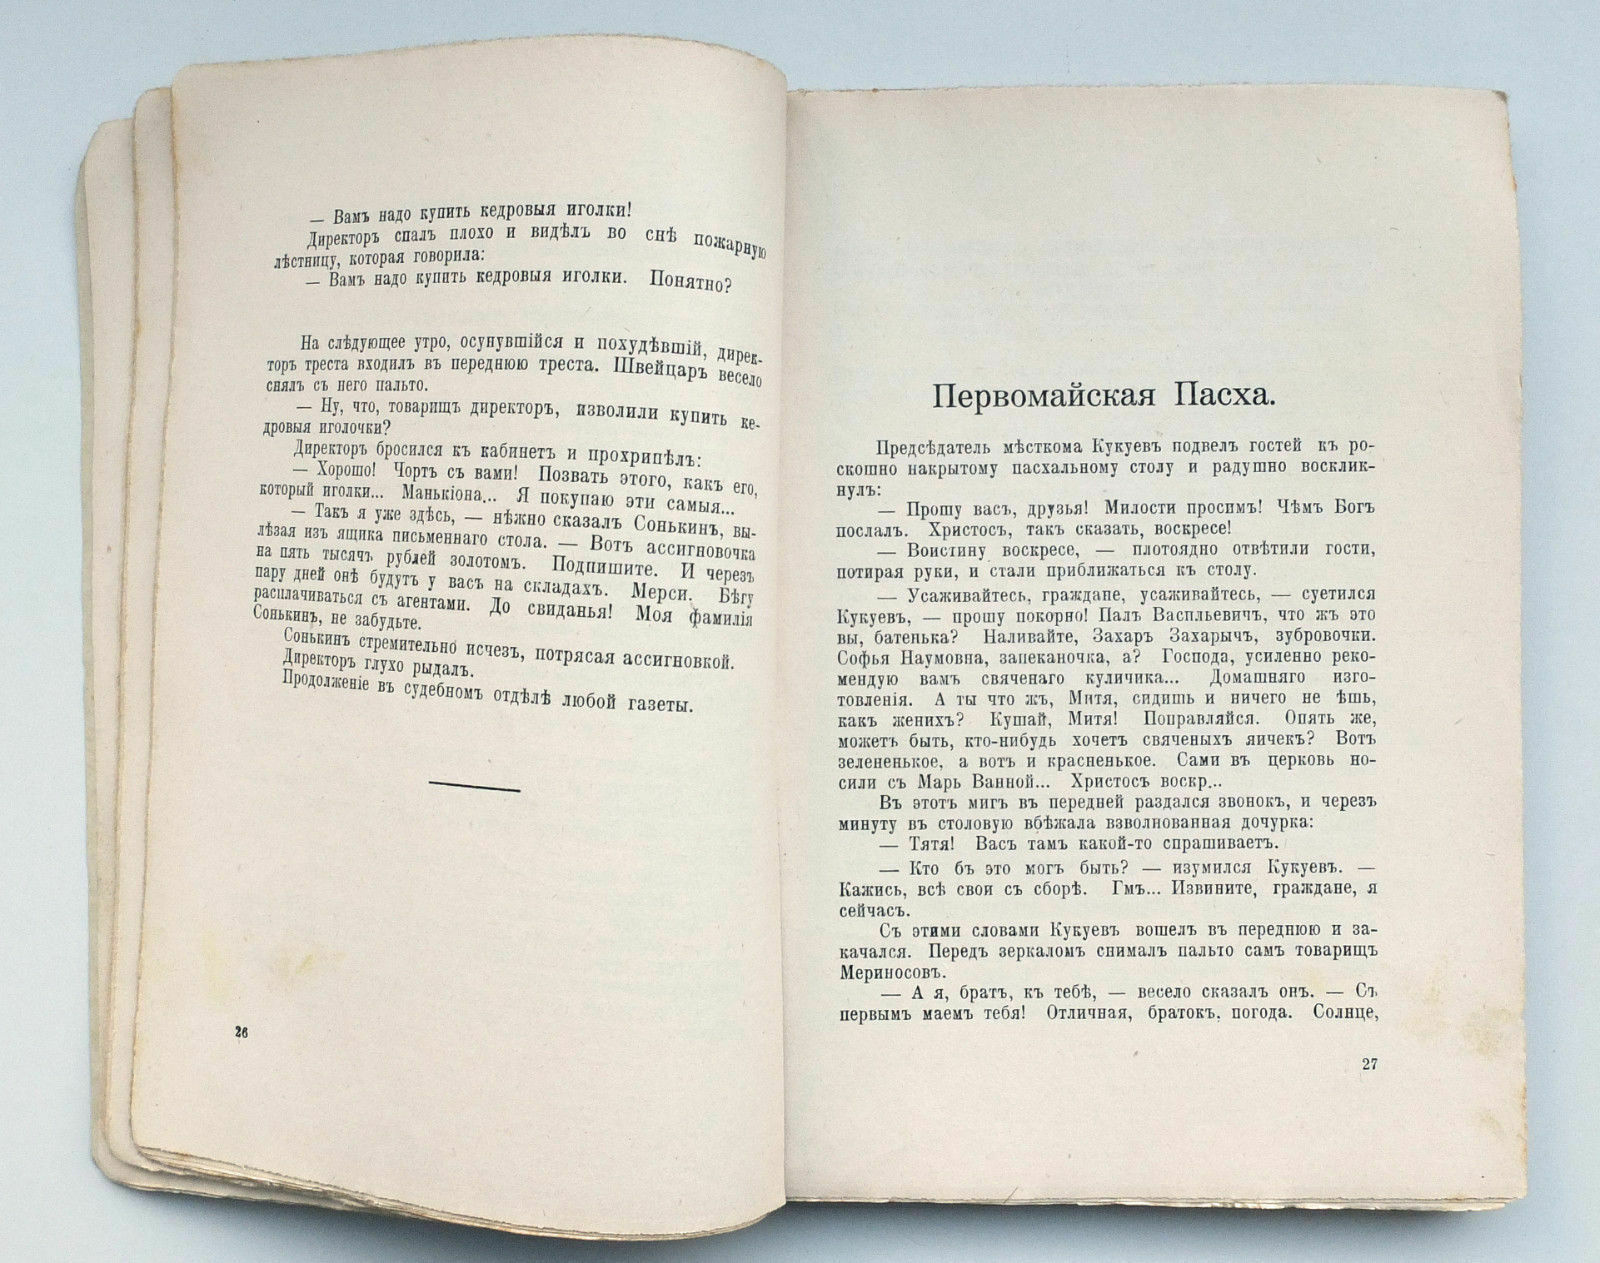 — Вамъ надо купить кедровыя иголки!
Директоръ спалъ плохо и видѣлъ во снѣ пожарную
лѣстницу, которая говорила:
— Вамъ надо купить кедровыя иголки. Понятно?
На слѣдующее утро, осунувшійся и похудѣвшій, дирек-
торъ треста входилъ въ переднюю треста. Швейцаръ весело
снялъ съ него пальто.
— Ну, что, товарищъ директоръ, изволили купить ке-
дровыя иголочки?
Директоръ бросился къ кабинетъ и прохрипѣлъ:
— Хорошо! Чортъ съ вами! Позвать этого, какъ его,
который иголки... Манькіона... Я покупаю эти самыя...
— Такъ я уже здѣсь, — нѣжно сказалъ Сонькинъ, вы-
лѣзая изъ ящика письменнаго стола. — Вотъ ассигновочка
на пять тысячъ рублей золотомъ. Подпишите. И черезъ
пару дней онѣ будутъ у васъ на складахъ. Мерси. Бѣгу
расплачиваться съ агентами. До свиданья! Моя фамилія
Сонькинъ, не забудьте.
Сонькинъ стремительно исчезъ, потрясая ассигновкой.
Директоръ глухо рыдалъ.
Продолженіе въ судебномъ отдѣлѣ любой газеты.
26
Первомайская Пасха.
Предсѣдатель мѣсткома Кукуевъ подвелъ гостей къ ро-
скошно накрытому пасхальному столу и радушно восклик-
нулъ:
— Прошу васъ, друзья! Милости просимъ! Чѣмъ Богъ
послалъ. Христосъ, такъ сказать, воскресе!
— Воистину воскресе, — плотоядно отвѣтили гости,
потирая руки, и стали приближаться къ столу.
— Усаживайтесь, граждане, усаживайтесь, — суетился
Кукуевъ, — прошу покорно! Палъ Васильевичъ, что жъ это
вы, батенька? Наливайте, Захаръ Захарычъ, зубровочки.
Софья Наумовна, запеканочка, а? Господа, усиленно реко-
мендую вамъ свяченаго куличика... Домашняго изго-
товленія. А ты что жъ, Митя, сидишь и ничего не ѣшь,
какъ женихъ? Кушай, Митя! Поправляйся. Опять же,
можетъ быть, кто-нибудь хочетъ свяченыхъ яичекъ? Вотъ
зелененькое, а вотъ и красненькое. Сами въ церковь но-
сили съ Марь Ванной... Христосъ воскр...
Въ этотъ мигъ въ передней раздался звонокъ, и черезъ
минуту въ столовую вбѣжала взволнованная дочурка:
— Тятя! Васъ тамъ какой-то спрашиваетъ.
— Кто бъ это могъ быть? — изумился Кукуевъ. —
Кажись, всѣ свои съ сборѣ. Гмъ... Извините, граждане, я
сейчасъ.
Съ этими словами Кукуевъ вошелъ въ переднюю и за-
качался. Передъ зеркаломъ снималъ пальто самъ товарищъ
Мериносовъ.
— А я, братъ, къ тебѣ, — весело сказалъ онъ. — Съ
первымъ маемъ тебя! Отличная, братокъ, погода. Солнце,
27